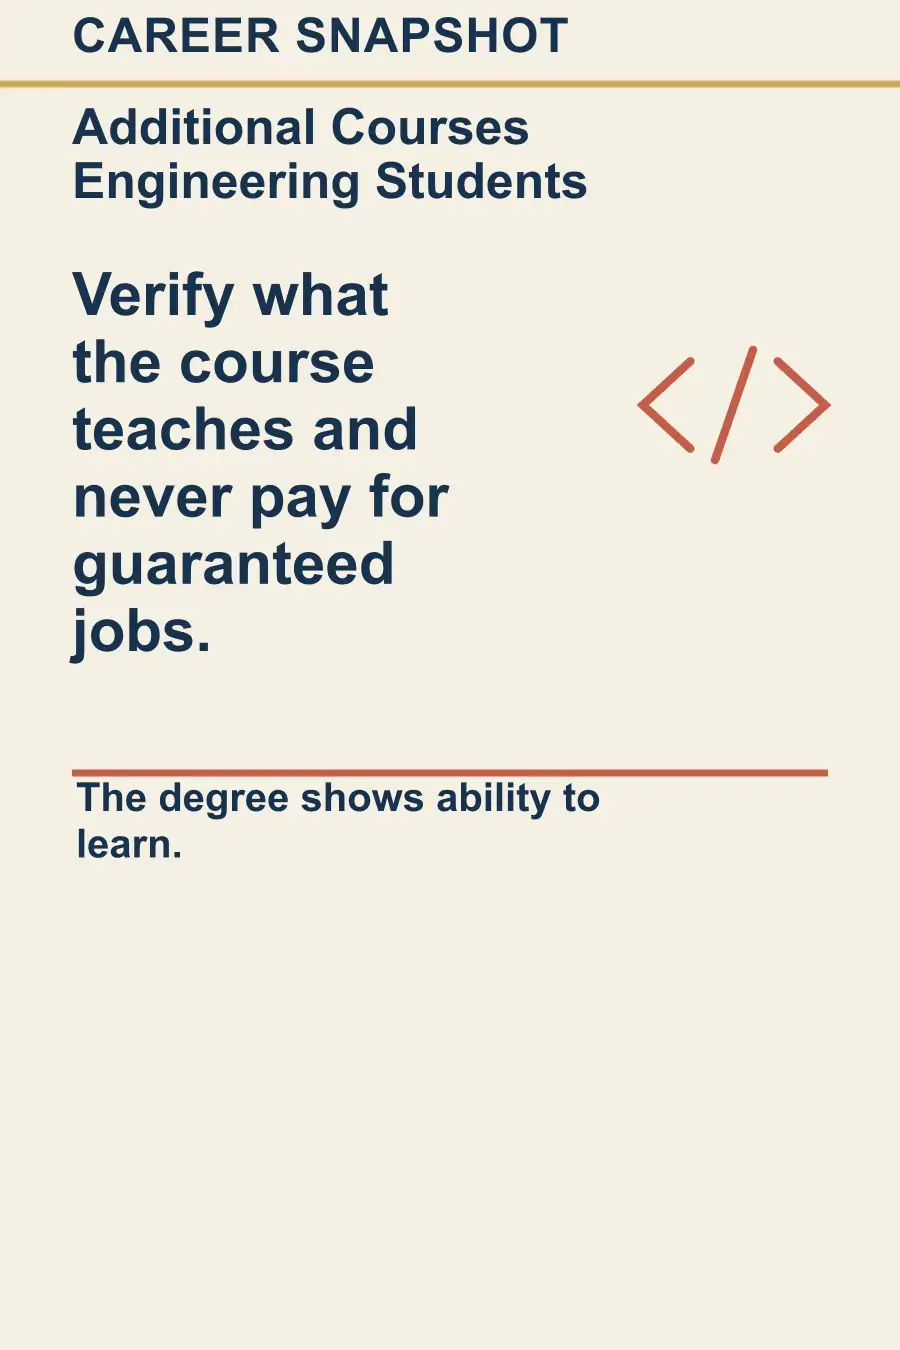 CAREER SNAPSHOT
Additional Courses
Engineering Students
Verify what
the course
teaches and
never pay for
guaranteed
jobs.
</>
The degree shows ability to
learn.